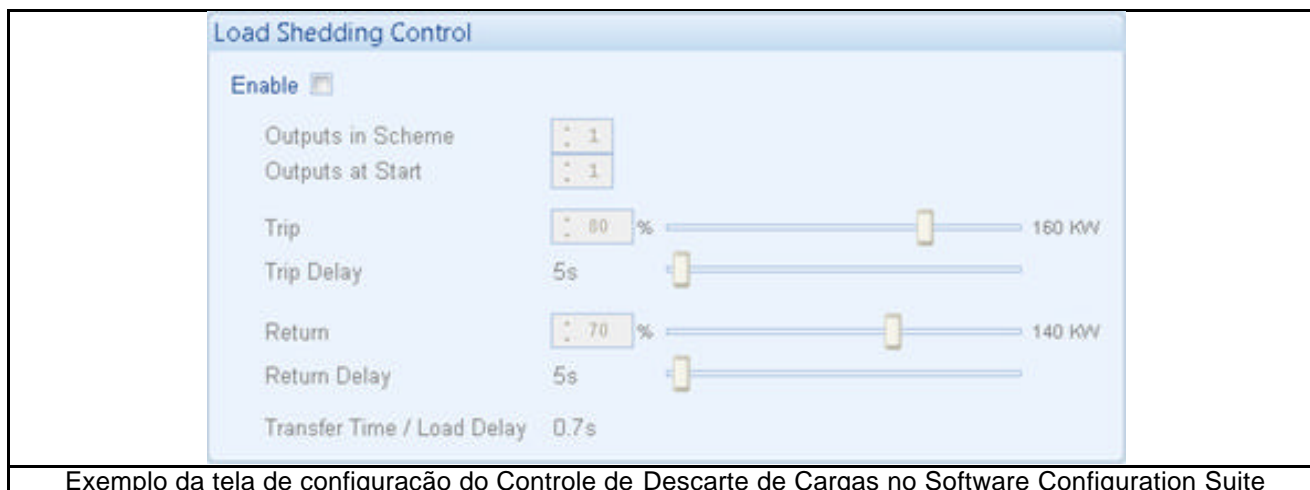 Load Shedding Control
Enable
Outputs in Scheme 1
Outputs at Start 1
Trip 80 % 160 KW
Trip Delay 5s
Return 70 % 140 KW
Return Delay 5s
Transfer Time / Load Delay 0.7s
Exemplo da tela de configuração do Controle de Descarte de Cargas no Software Configuration Suite